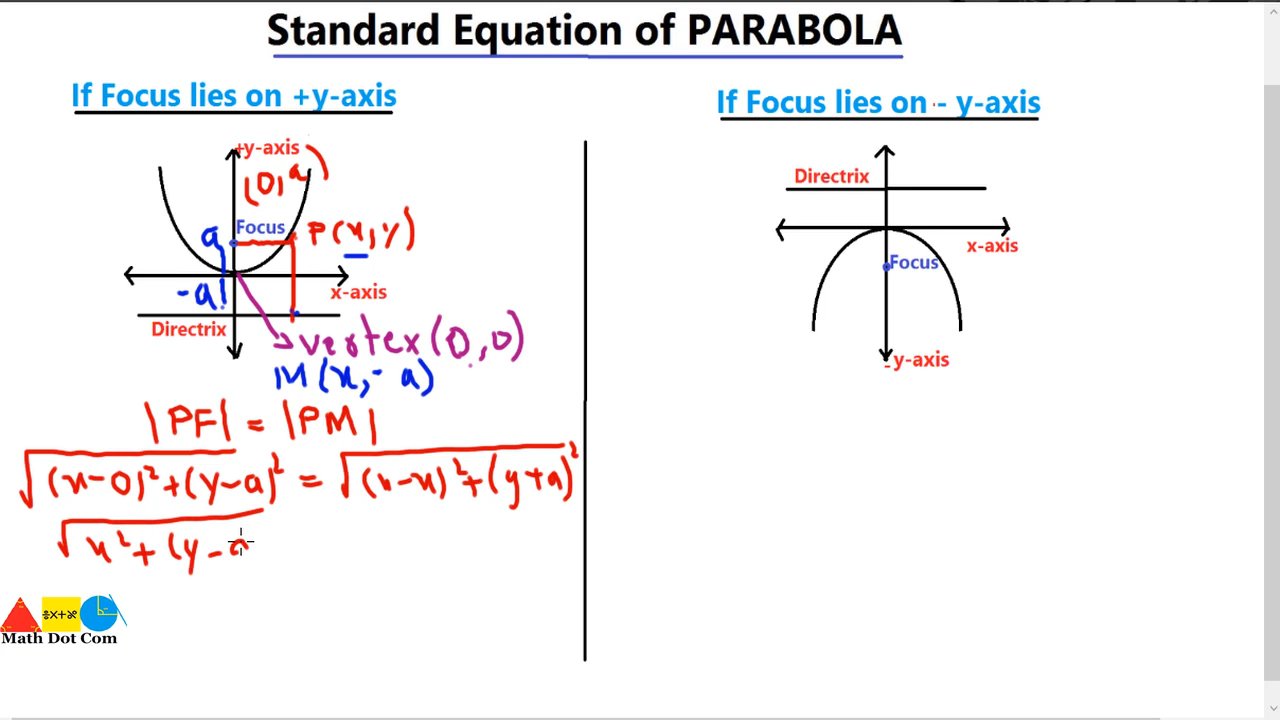 Standard Equation of PARABOLA
If Focus lies on +y-axis
+y-axis
(0, a)
Focus
a
P(x, y)
-a
x-axis
Directrix
vertex (0, 0)
M(x, - a)
|PF| = |PM|
√(x-0)²+(y-a)² = √(x-x)²+(y+a)²
√x²+(y-a
If Focus lies on - y-axis
Directrix
x-axis
Focus
- y-axis
÷x+
Math Dot Com